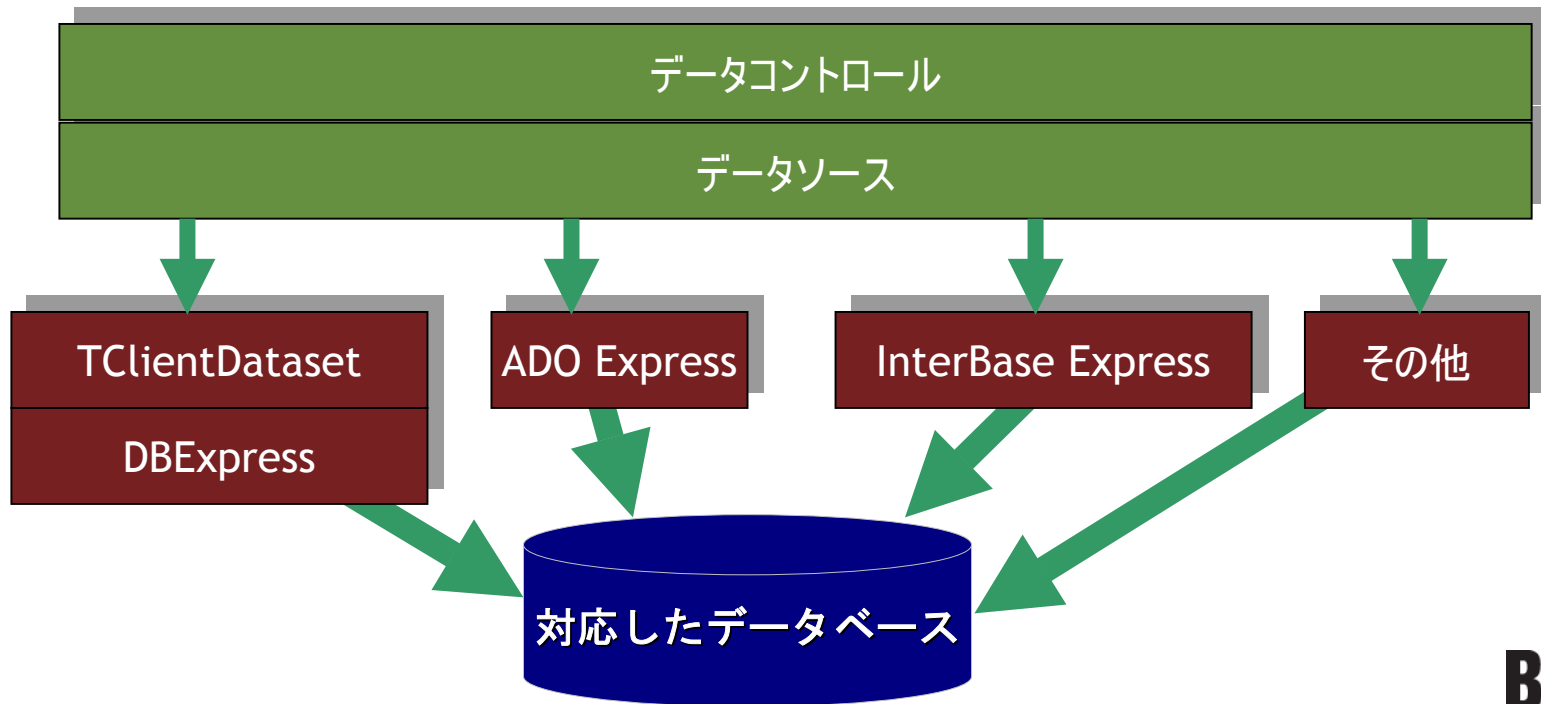 データコントロール
データソース
TClientDataset
ADO Express
InterBase Express
その他
DBExpress
対応したデータベース
B